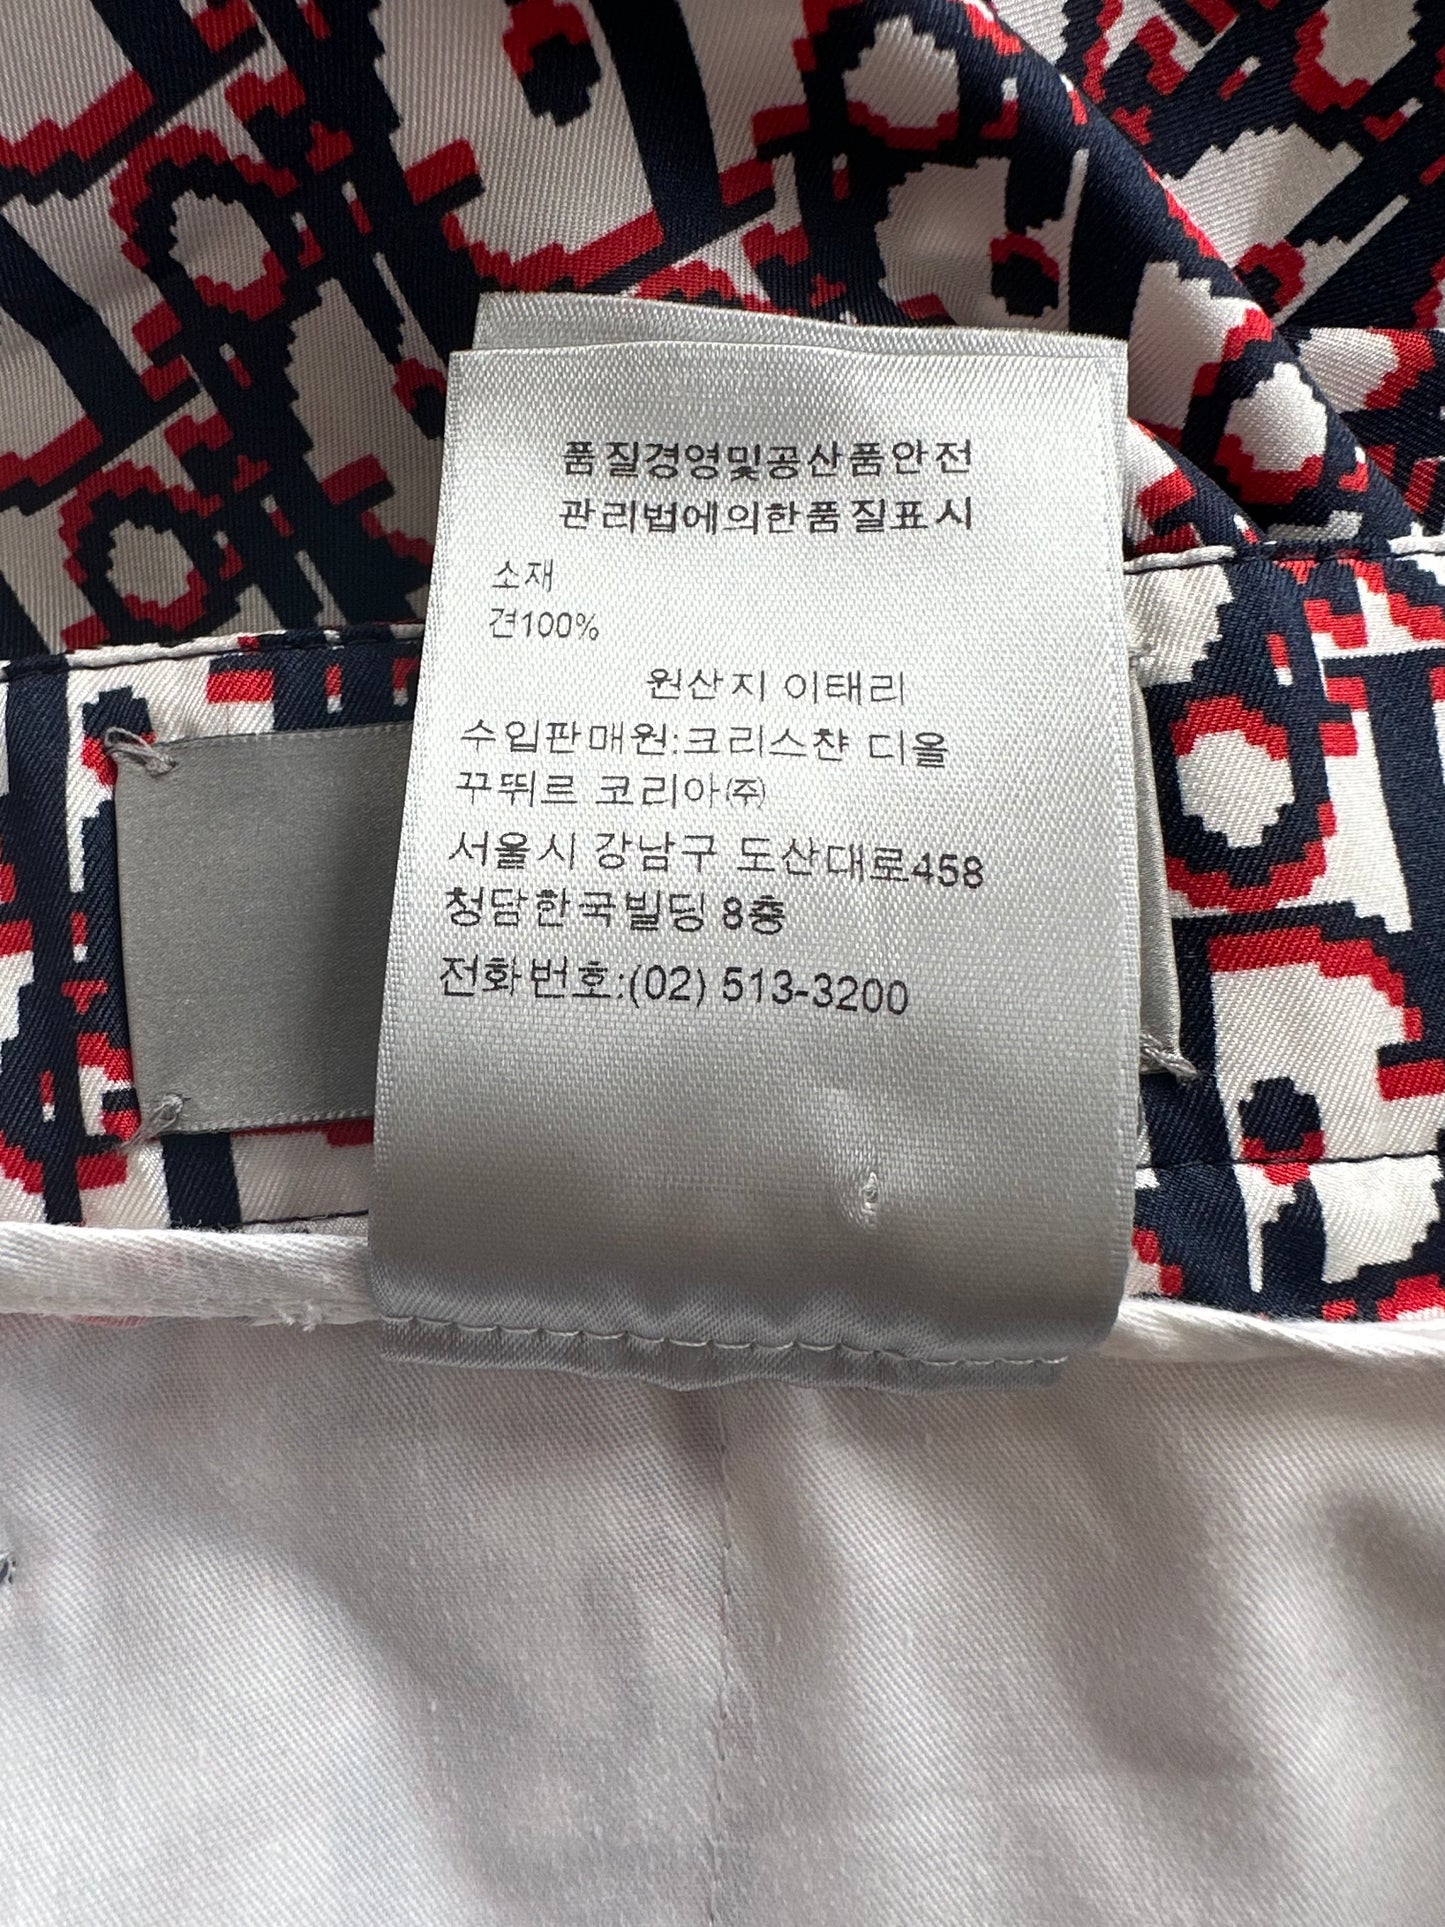 품질경영및공산품안전
관리법에의한품질표시
소재
견100%
원산지 이태리
수입판매원:크리스챤 디올
꾸뛰르 코리아㈜
서울시 강남구 도산대로458
청담한국빌딩 8층
전화번호:(02) 513-3200